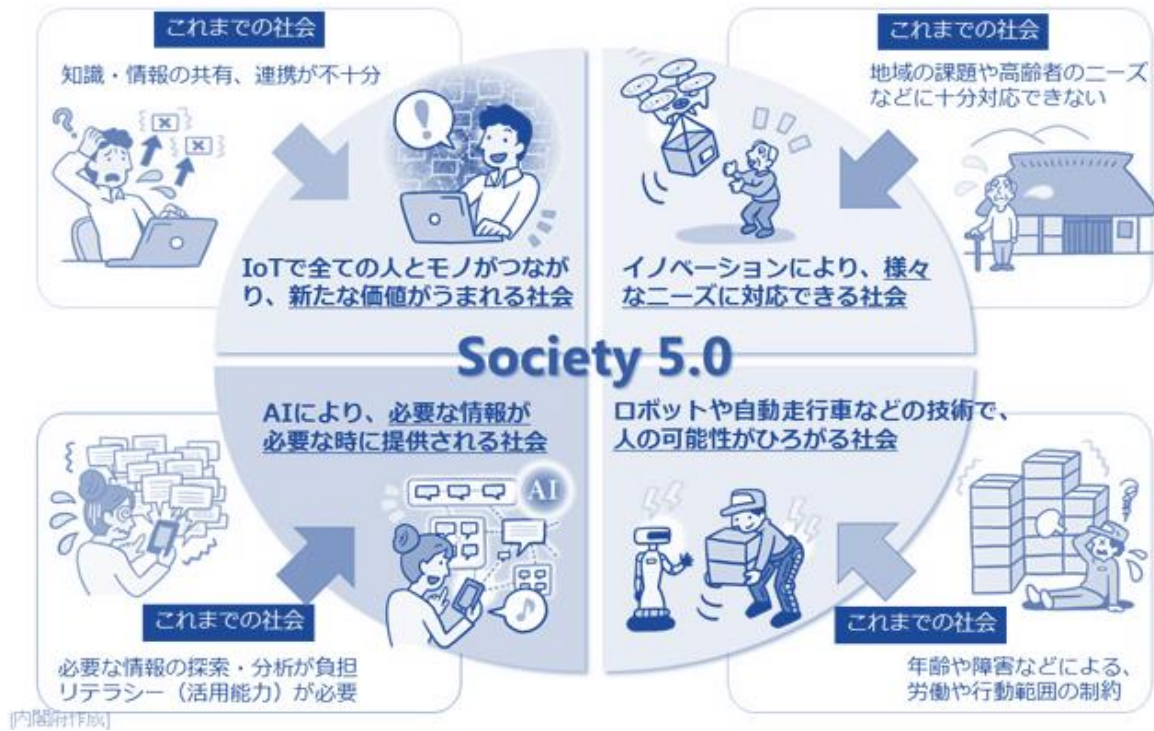 これまでの社会
知識・情報の共有、連携が不十分
IoTで全ての人とモノがつなが
り、新たな価値がうまれる社会
これまでの社会
地域の課題や高齢者のニーズ
などに十分対応できない
イノベーションにより、様々
なニーズに対応できる社会
Society 5.0
AIにより、必要な情報が
必要な時に提供される社会
AI
これまでの社会
必要な情報の探索・分析が負担
リテラシー（活用能力）が必要
ロボットや自動走行車などの技術で、
人の可能性がひろがる社会
これまでの社会
年齢や障害などによる、
労働や行動範囲の制約
[内閣府作成]